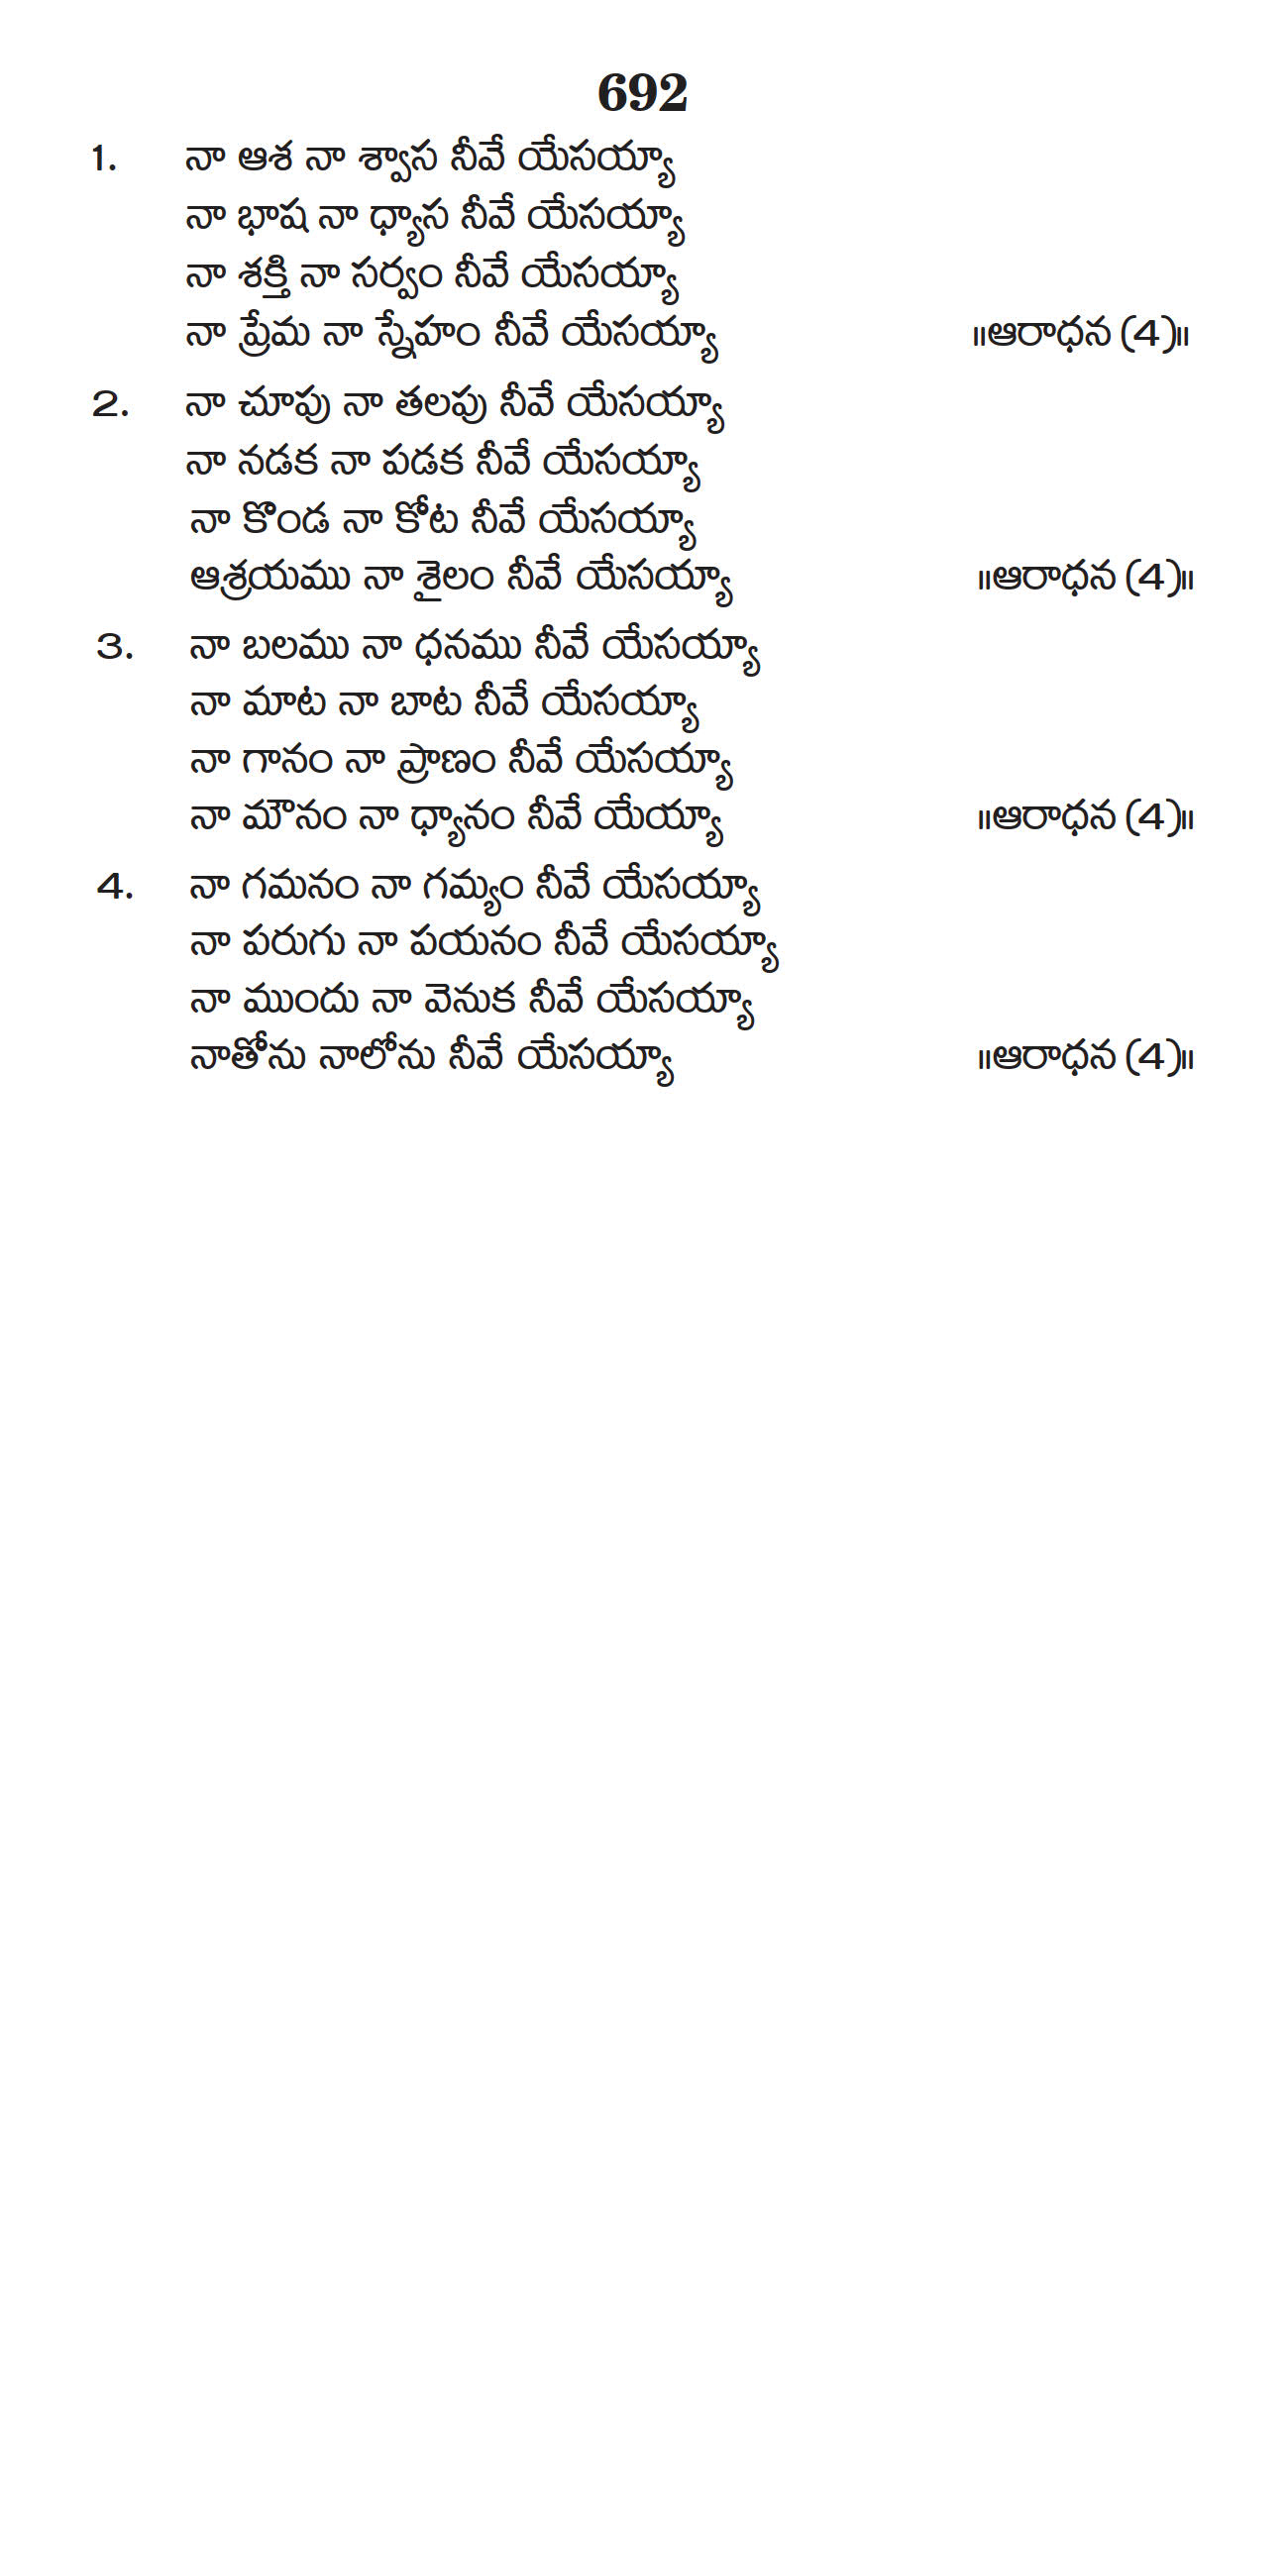 692
1. నా ఆశ నా శ్వాస నీవే యేసయ్యా
నా భాష నా ధ్యాస నీవే యేసయ్యా
నా శక్తి నా సర్వం నీవే యేసయ్యా
నా ప్రేమ నా స్నేహం నీవే యేసయ్యా ॥ఆరాధన (4)॥
2. నా చూపు నా తలపు నీవే యేసయ్యా
నా నడక నా పడక నీవే యేసయ్యా
నా కొండ నా కోట నీవే యేసయ్యా
ఆశ్రయము నా శైలం నీవే యేసయ్యా ॥ఆరాధన (4)॥
3. నా బలము నా ధనము నీవే యేసయ్యా
నా మాట నా బాట నీవే యేసయ్యా
నా గానం నా ప్రాణం నీవే యేసయ్యా
నా మౌనం నా ధ్యానం నీవే యేయ్యా ॥ఆరాధన (4)॥
4. నా గమనం నా గమ్యం నీవే యేసయ్యా
నా పరుగు నా పయనం నీవే యేసయ్యా
నా ముందు నా వెనుక నీవే యేసయ్యా
నాతోను నాలోను నీవే యేసయ్యా ॥ఆరాధన (4)॥